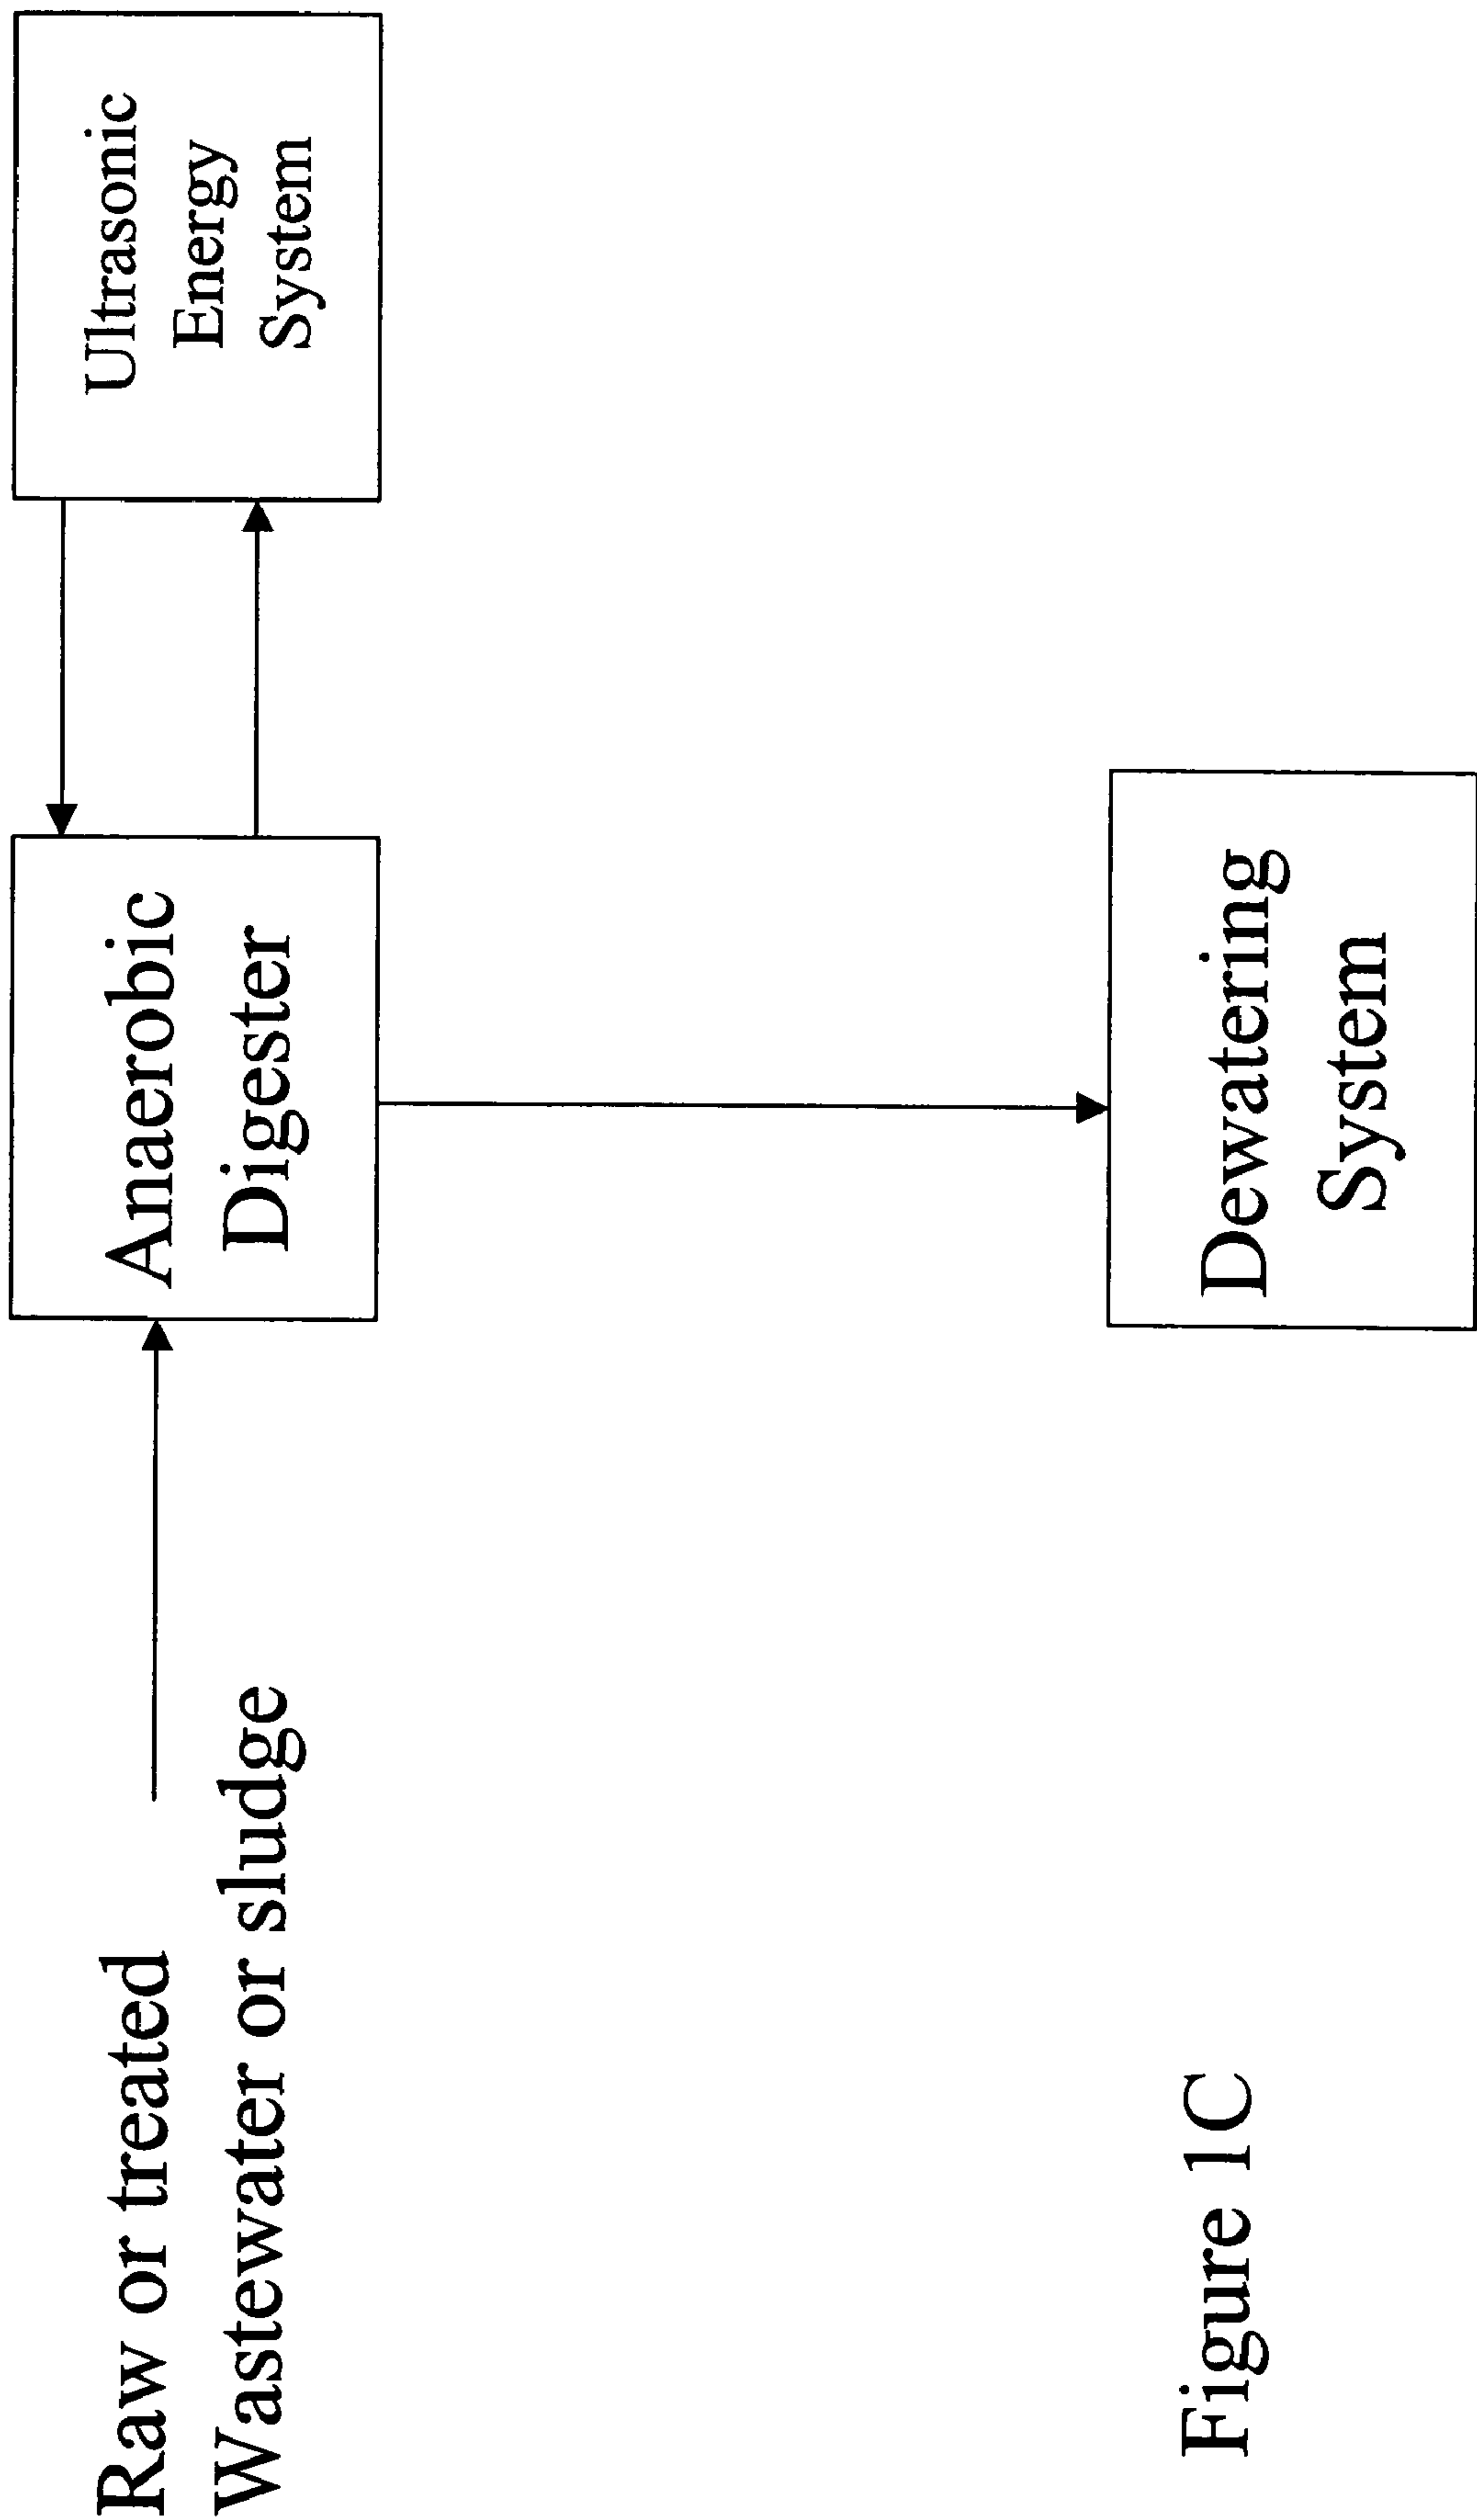 Raw or treated
Wastewater or sludge
Anaerobic
Digester
Ultrasonic
Energy
System
Dewatering
System
Figure 1C